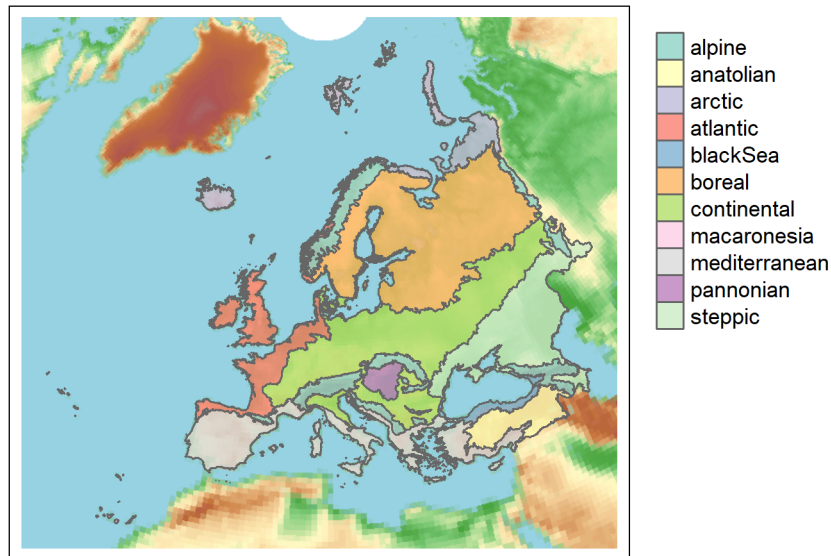 alpine
anatolian
arctic
atlantic
blackSea
boreal
continental
macaronesia
mediterranean
pannonian
steppic